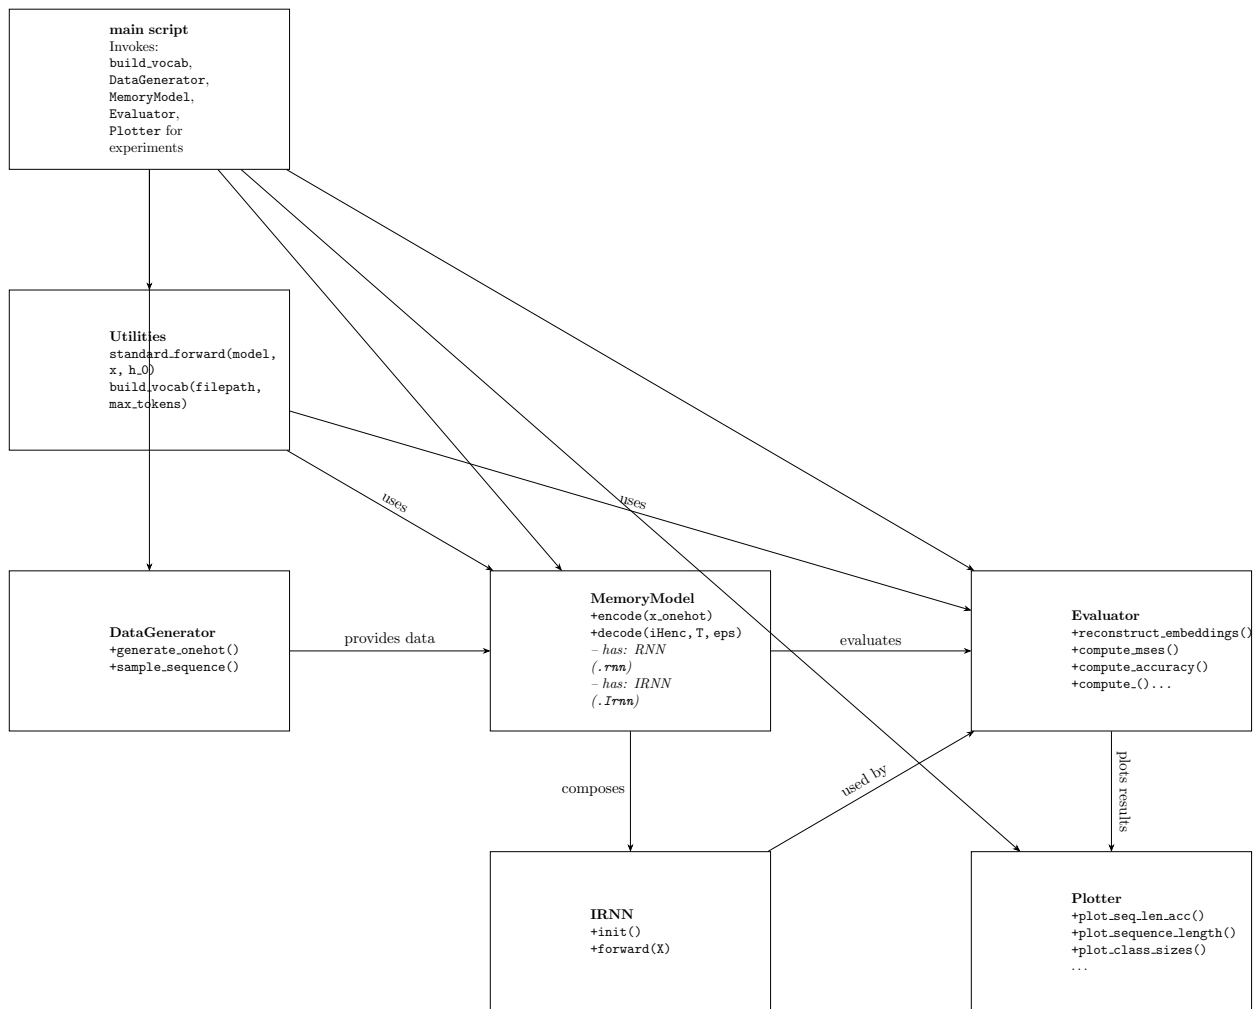 main script
Invokes:
build_vocab,
DataGenerator,
MemoryModel,
Evaluator,
Plotter for
experiments
Utilities
standard_forward(model,
x, h_0)
build_vocab(filepath,
max_tokens)
uses
uses
DataGenerator
+generate_onehot()
+sample_sequence()
provides data
MemoryModel
+encode(x_onehot)
+decode(iHenc, T, eps)
– has: RNN
(.rnn)
– has: IRNN
(.Irnn)
evaluates
Evaluator
+reconstruct_embeddings()
+compute_mses()
+compute_accuracy()
+compute_()...
composes
used by
plots results
IRNN
+init()
+forward(X)
Plotter
+plot_seq_len_acc()
+plot_sequence_length()
+plot_class_sizes()
...